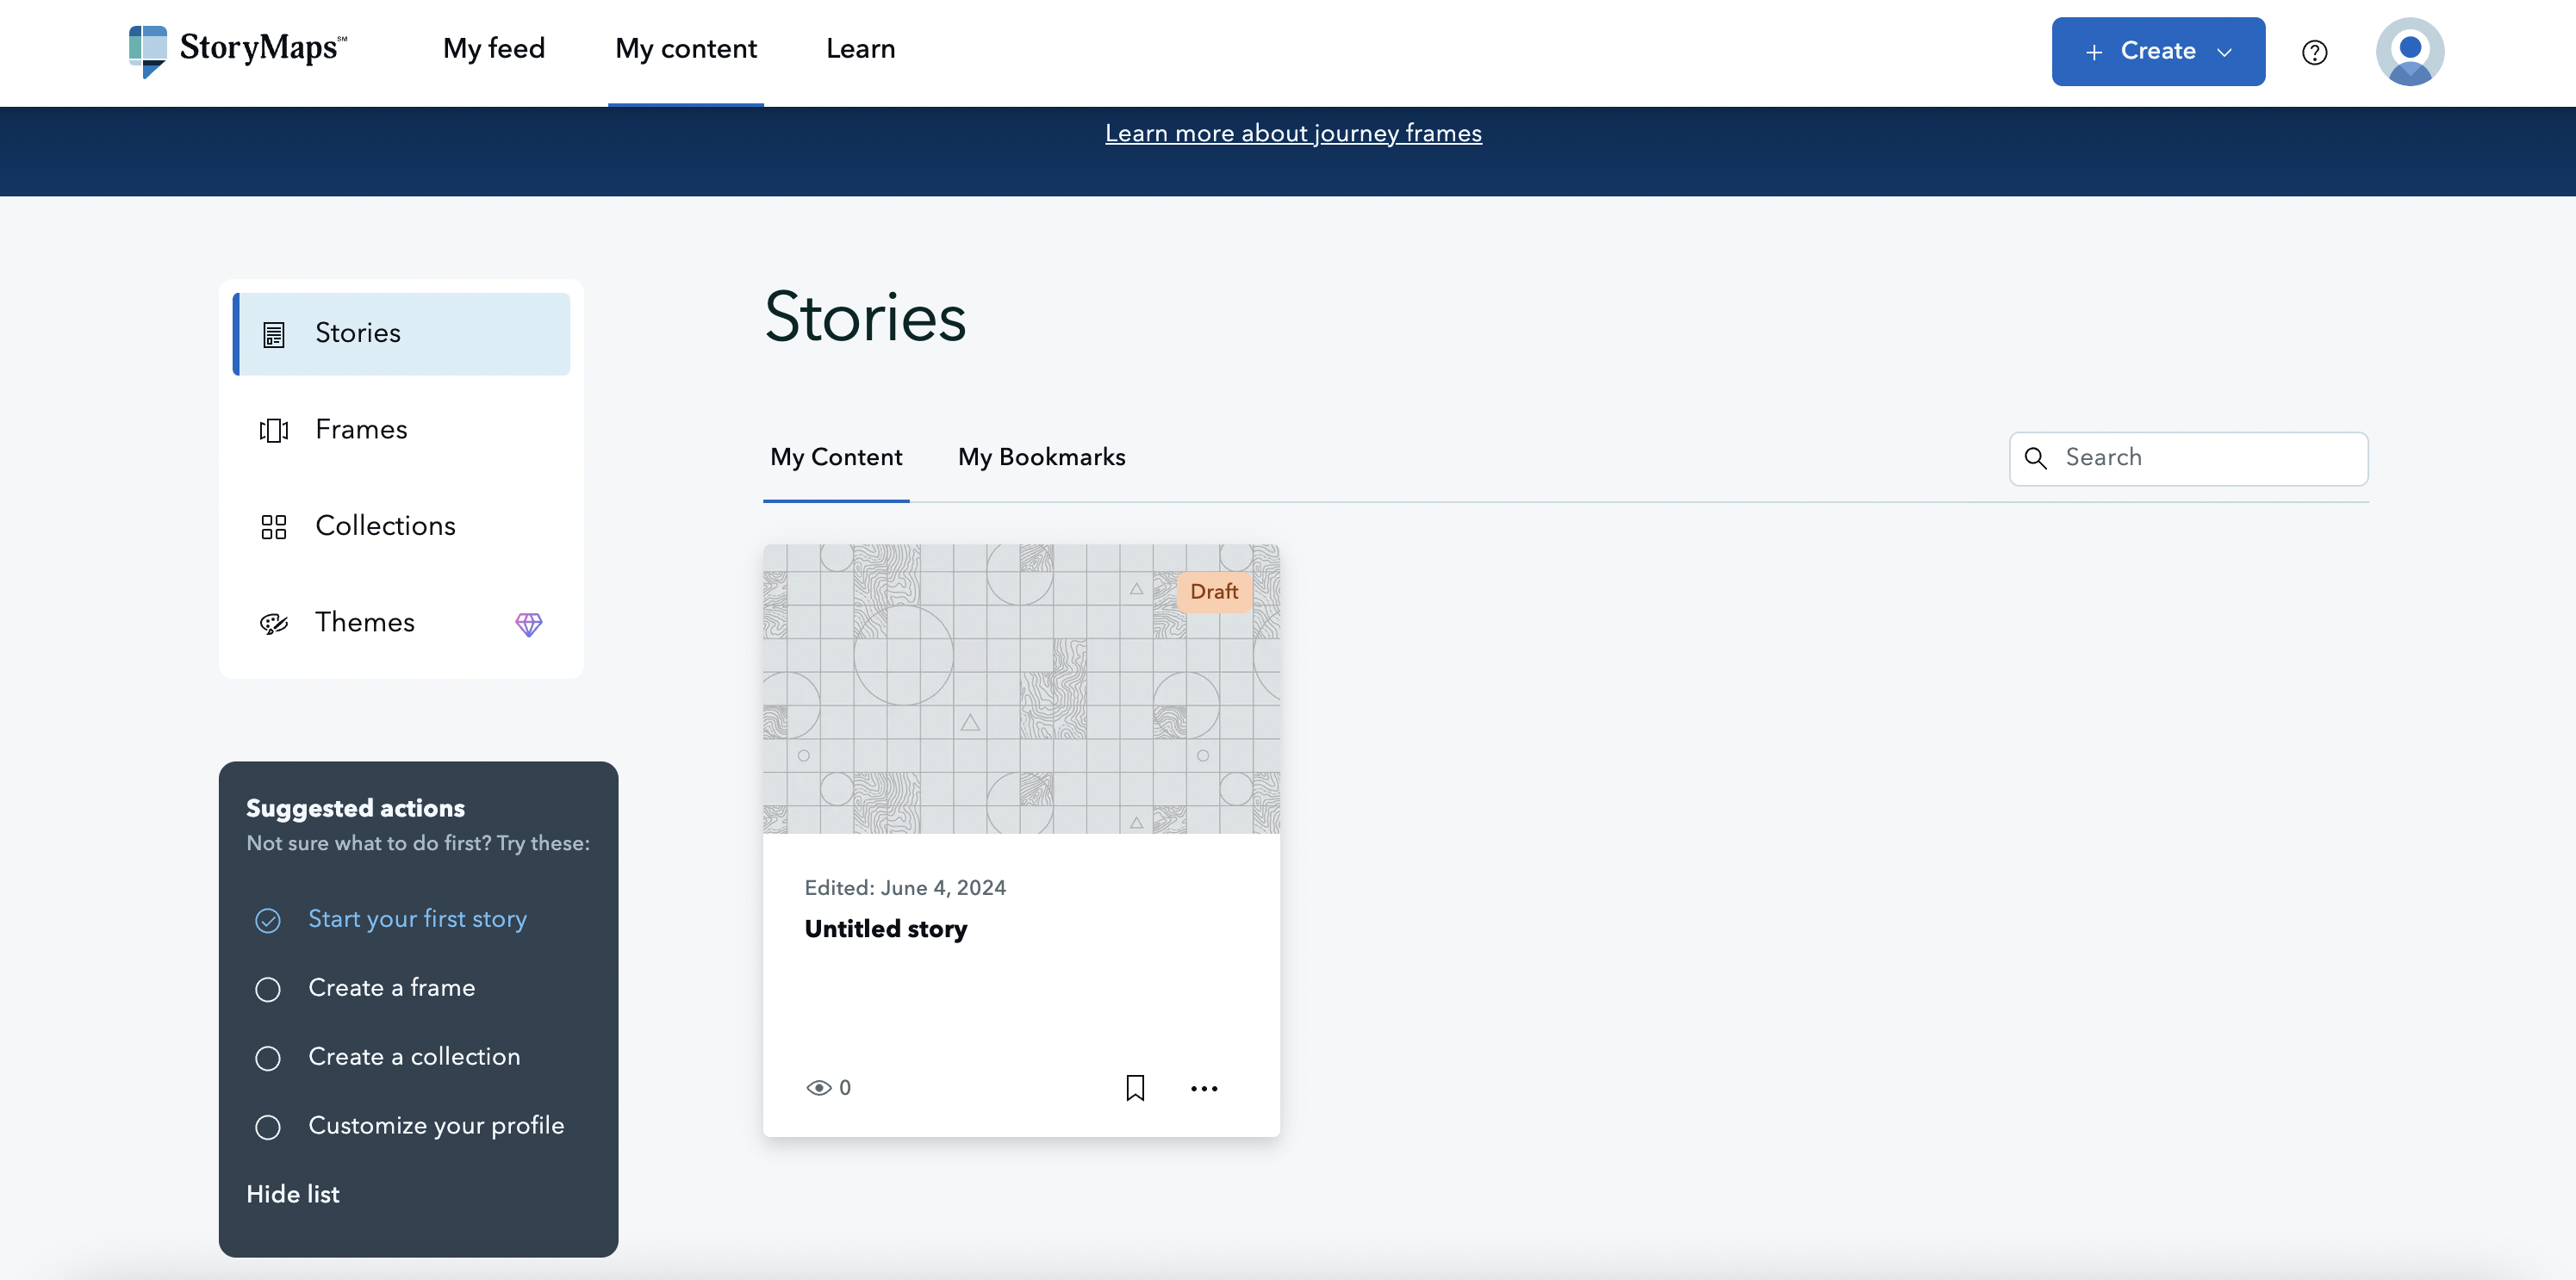 StoryMaps℠
My feed
My content
Learn
Create
Learn more about journey frames
Stories
Frames
Collections
Themes
Suggested actions
Not sure what to do first? Try these:
Start your first story
Create a frame
Create a collection
Customize your profile
Hide list
Stories
My Content
My Bookmarks
Search
Draft
Edited: June 4, 2024
Untitled story
0